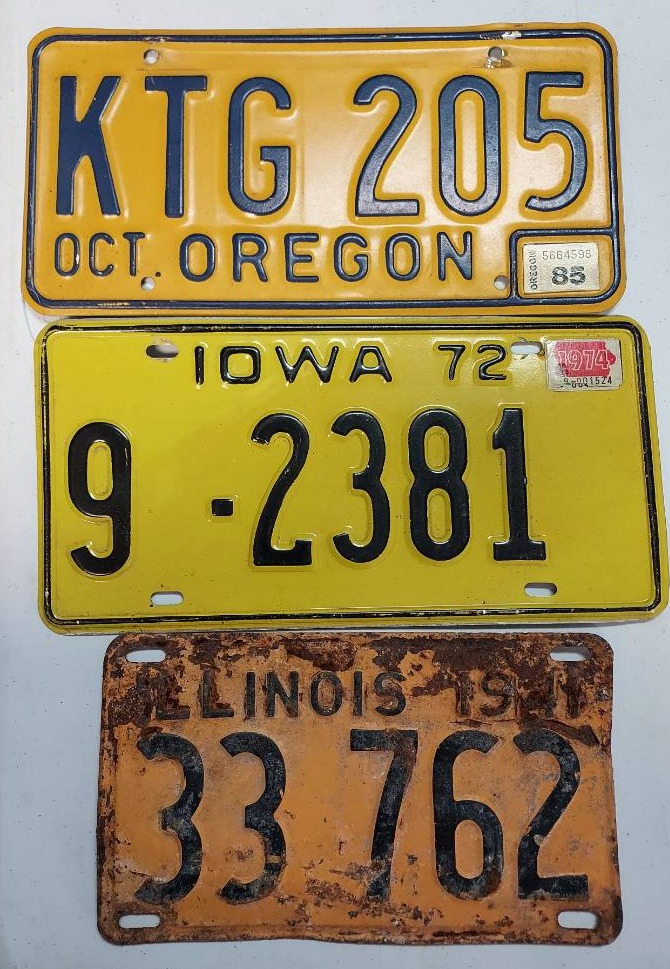 KTG 205
OCT. OREGON
OREGON
5664598
85
IOWA 72
1974
9 · 2381
ILLINOIS
33 762